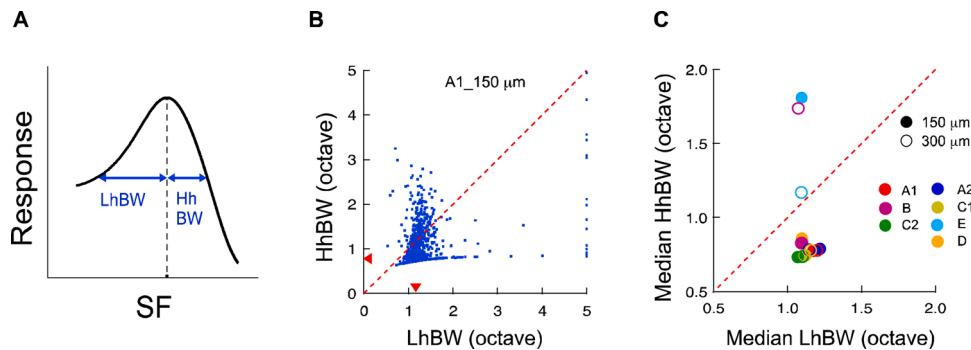 A
Response
LhBW
Hh
BW
SF
B
A1_150 μm
HhBW (octave)
5
4
3
2
1
0
0 1 2 3 4 5
LhBW (octave)
C
Median HhBW (octave)
2.0
1.5
1.0
0.5
0.5 1.0 1.5 2.0
Median LhBW (octave)
150 μm
300 μm
A1 A2
B C1
C2 E
D